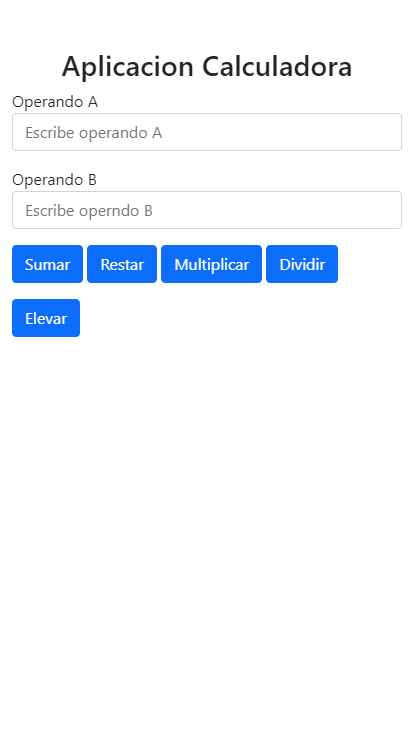 Aplicacion Calculadora
Operando A
Escribe operando A
Operando B
Escribe operndo B
Sumar Restar Multiplicar Dividir
Elevar